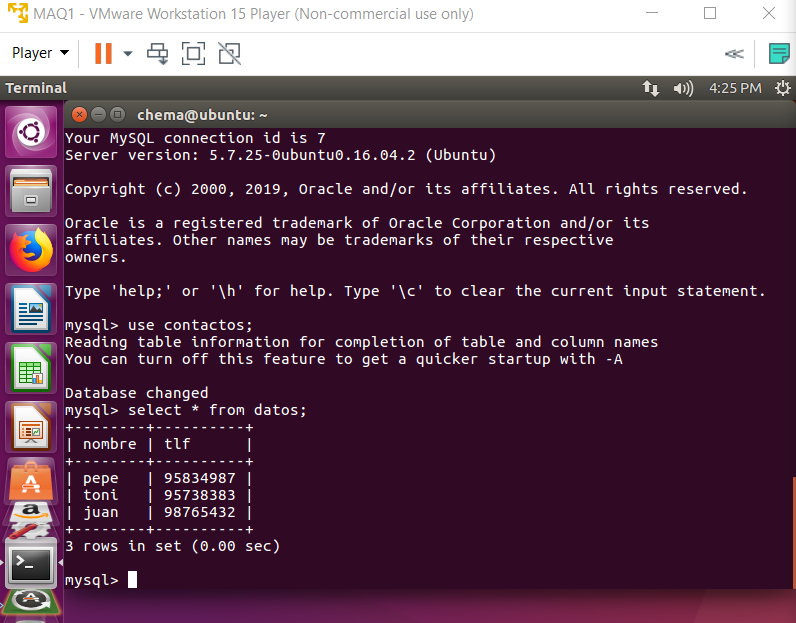 MAQ1 - VMware Workstation 15 Player (Non-commercial use only)
Player
Terminal
4:25 PM
chema@ubuntu: ~
Your MySQL connection id is 7
Server version: 5.7.25-0ubuntu0.16.04.2 (Ubuntu)
Copyright (c) 2000, 2019, Oracle and/or its affiliates. All rights reserved.
Oracle is a registered trademark of Oracle Corporation and/or its
affiliates. Other names may be trademarks of their respective
owners.
Type 'help;' or '\h' for help. Type '\c' to clear the current input statement.
mysql> use contactos;
Reading table information for completion of table and column names
You can turn off this feature to get a quicker startup with -A
Database changed
mysql> select * from datos;
+--------+----------+
| nombre | tlf      |
+--------+----------+
| pepe   | 95834987 |
| toni   | 95738383 |
| juan   | 98765432 |
+--------+----------+
3 rows in set (0.00 sec)
mysql>